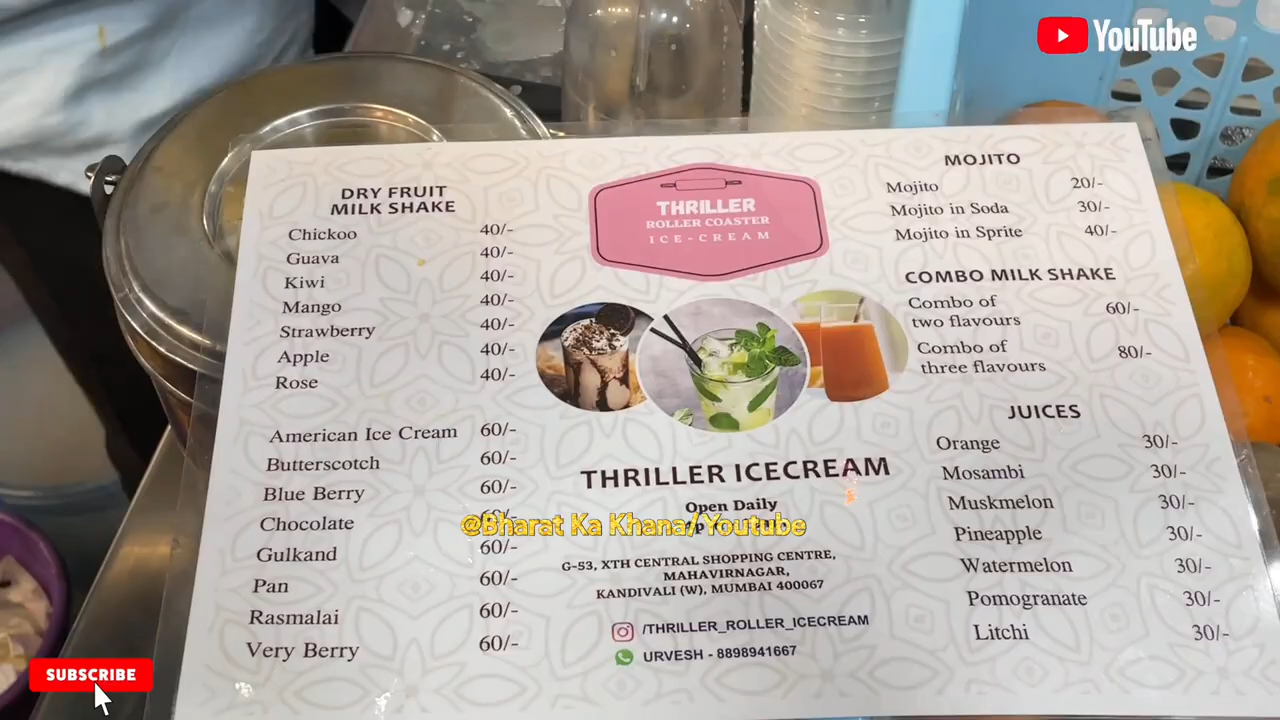 YouTube
DRY FRUIT
MILK SHAKE
Chickoo 40/-
Guava 40/-
Kiwi 40/-
Mango 40/-
Strawberry 40/-
Apple 40/-
Rose 40/-
American Ice Cream 60/-
Butterscotch 60/-
Blue Berry 60/-
Chocolate 60/-
Gulkand 60/-
Pan 60/-
Rasmalai 60/-
Very Berry 60/-
THRILLER
ROLLER COASTER
ICE-CREAM
THRILLER ICECREAM
Open Daily
@Bharat Ka Khana/Youtube
G-53, XTH CENTRAL SHOPPING CENTRE,
MAHAVIRNAGAR,
KANDIVALI (W), MUMBAI 400067
/THRILLER_ROLLER_ICECREAM
URVESH - 8898941667
MOJITO
Mojito 20/-
Mojito in Soda 30/-
Mojito in Sprite 40/-
COMBO MILK SHAKE
Combo of
two flavours 60/-
Combo of
three flavours 80/-
JUICES
Orange 30/-
Mosambi 30/-
Muskmelon 30/-
Pineapple 30/-
Watermelon 30/-
Pomogranate 30/-
Litchi 30/-
SUBSCRIBE